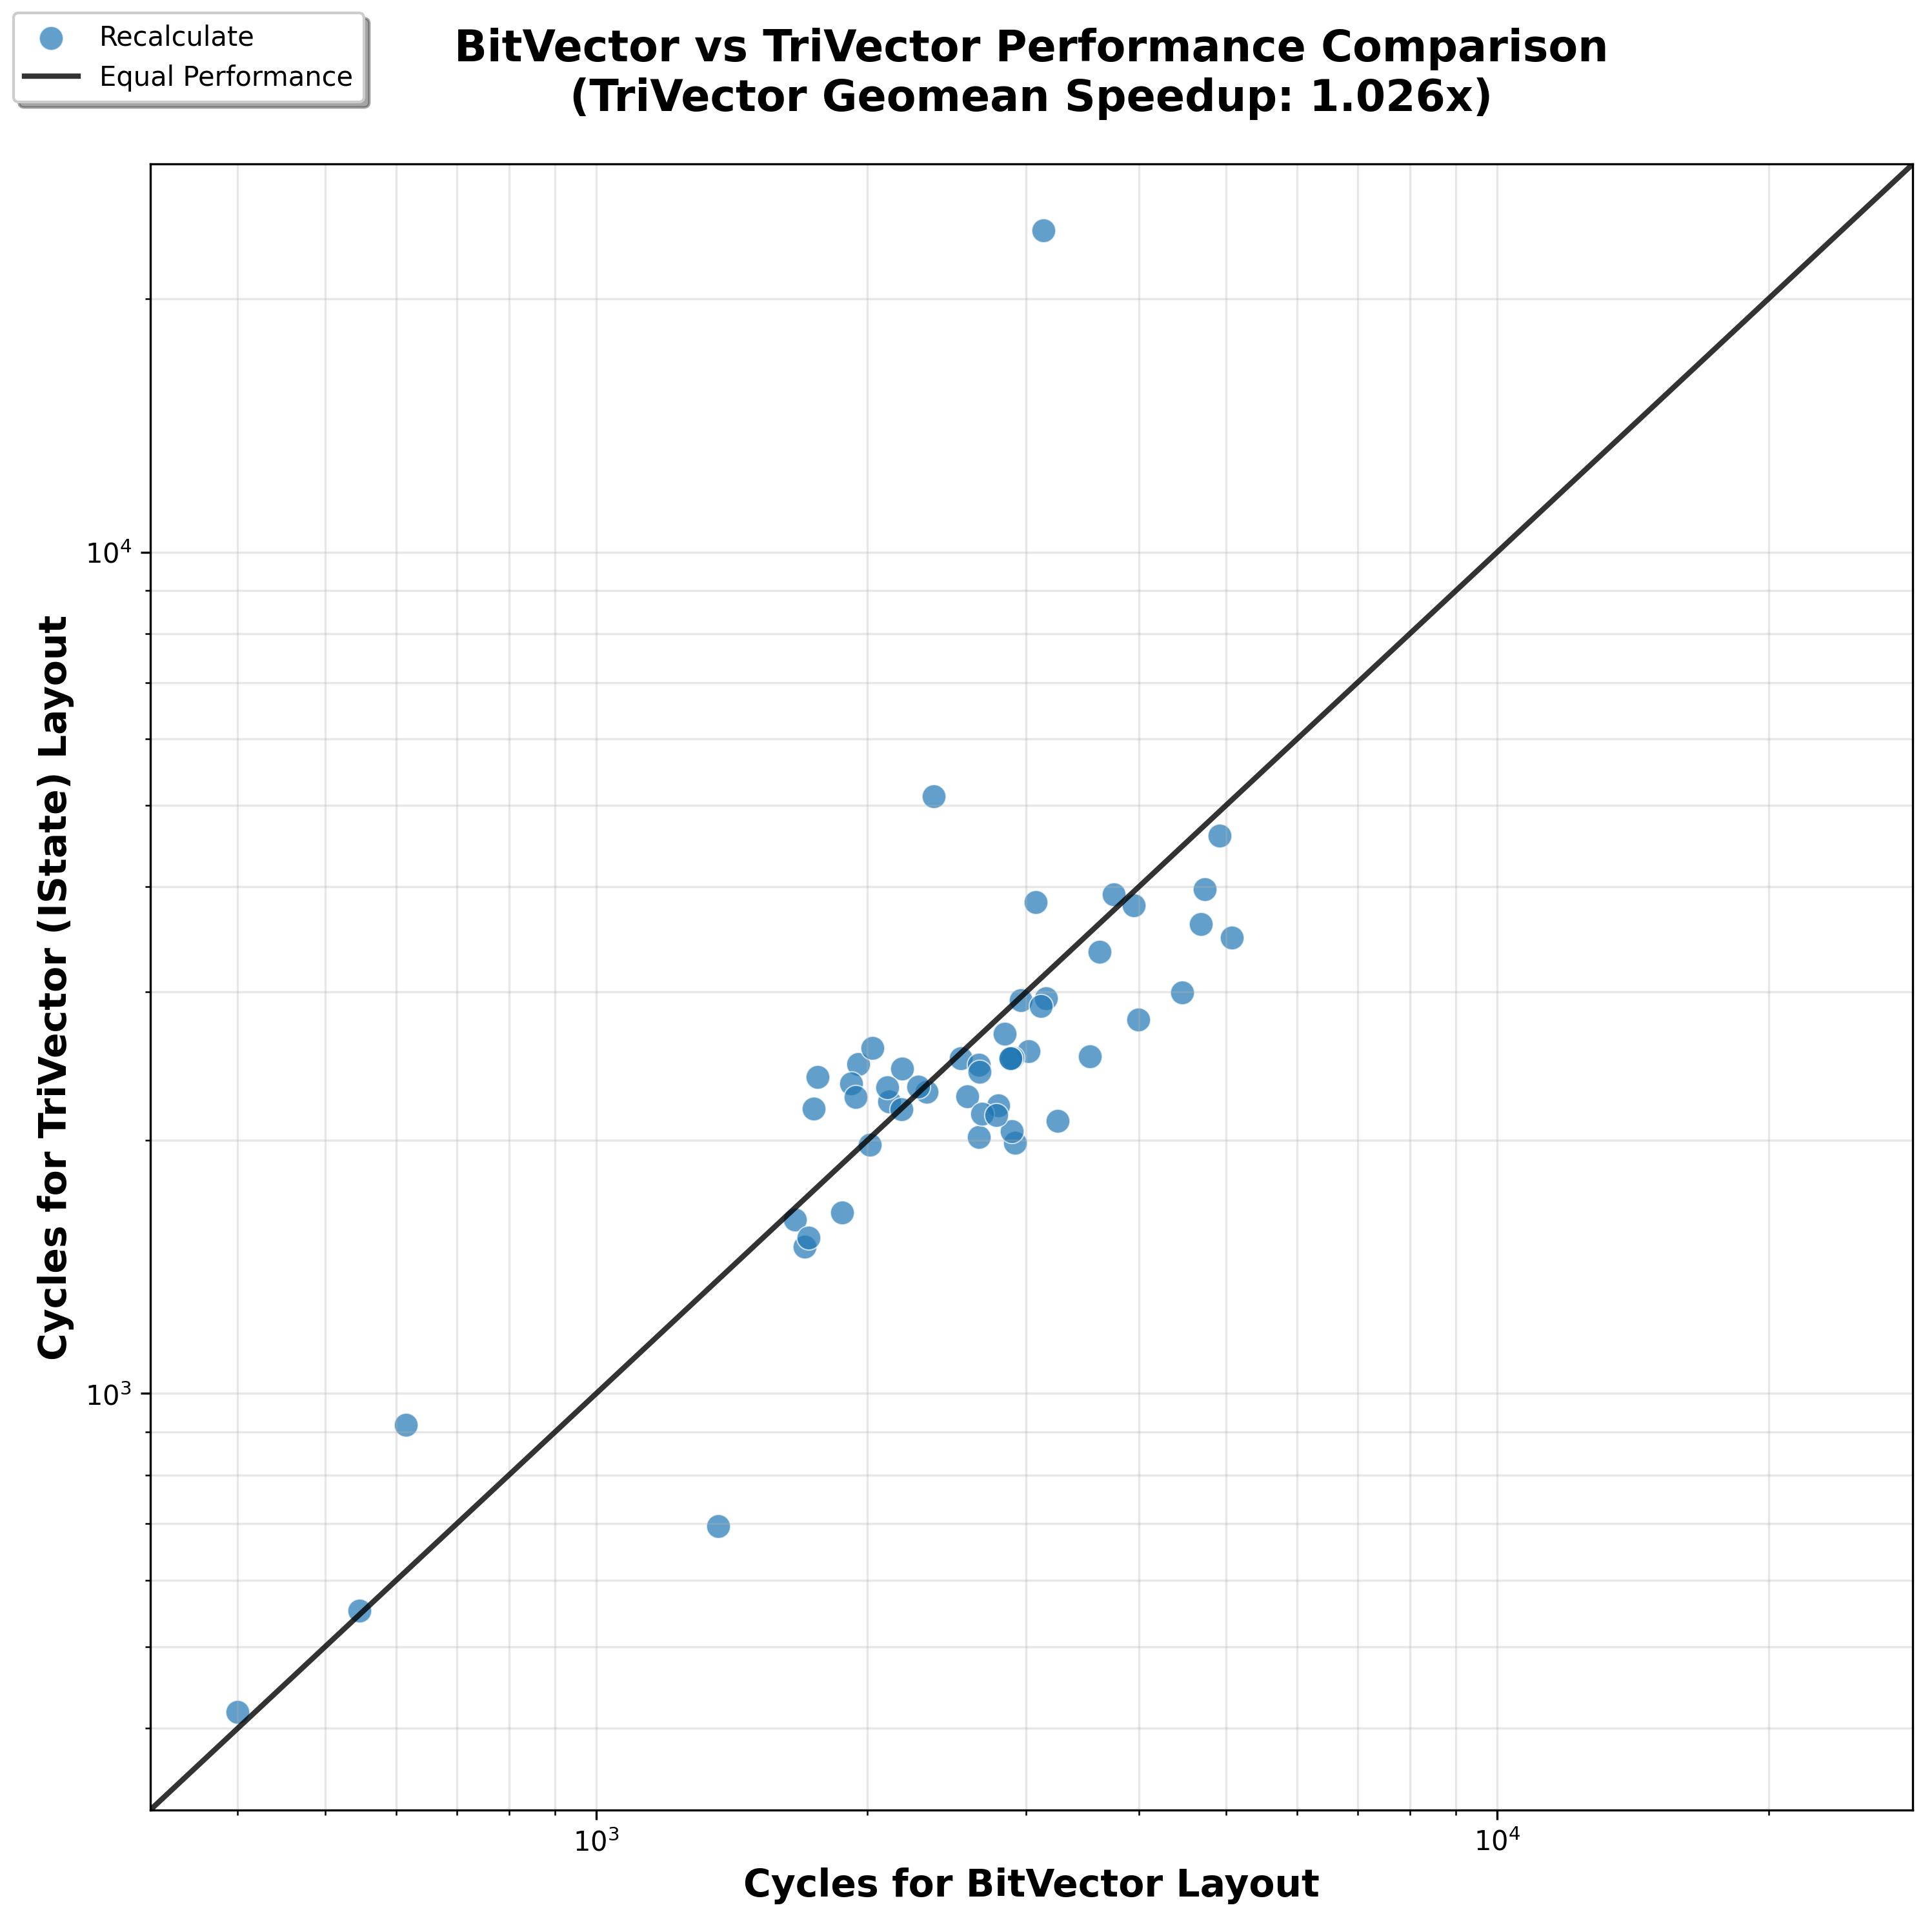 Recalculate
Equal Performance
BitVector vs TriVector Performance Comparison
(TriVector Geomean Speedup: 1.026x)
Cycles for TriVector (IState) Layout
10⁴
10³
10³
10⁴
Cycles for BitVector Layout